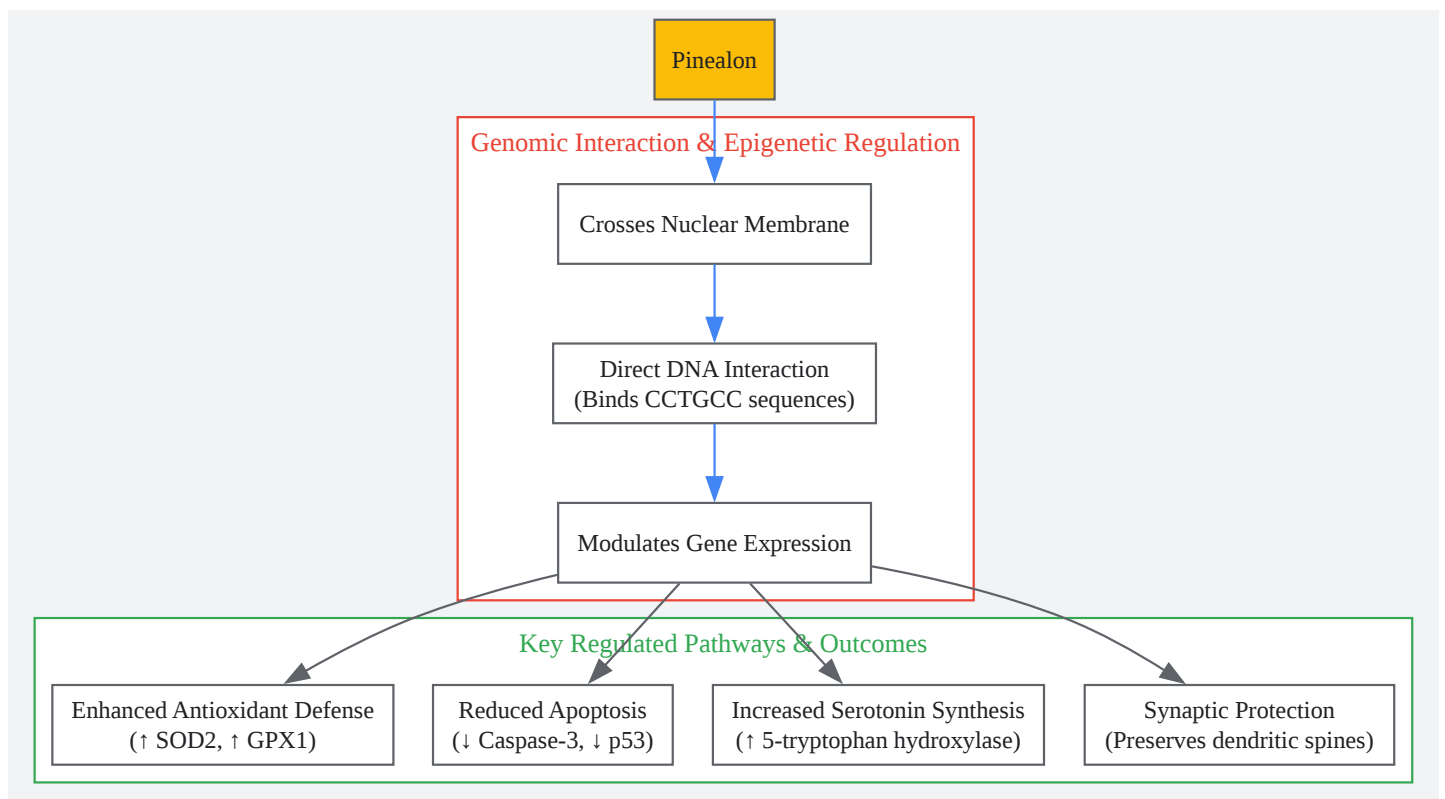 Pinealon
Genomic Interaction & Epigenetic Regulation
Crosses Nuclear Membrane
Direct DNA Interaction
(Binds CCTGCC sequences)
Modulates Gene Expression
Key Regulated Pathways & Outcomes
Enhanced Antioxidant Defense
(↑ SOD2, ↑ GPX1)
Reduced Apoptosis
(↓ Caspase-3, ↓ p53)
Increased Serotonin Synthesis
(↑ 5-tryptophan hydroxylase)
Synaptic Protection
(Preserves dendritic spines)